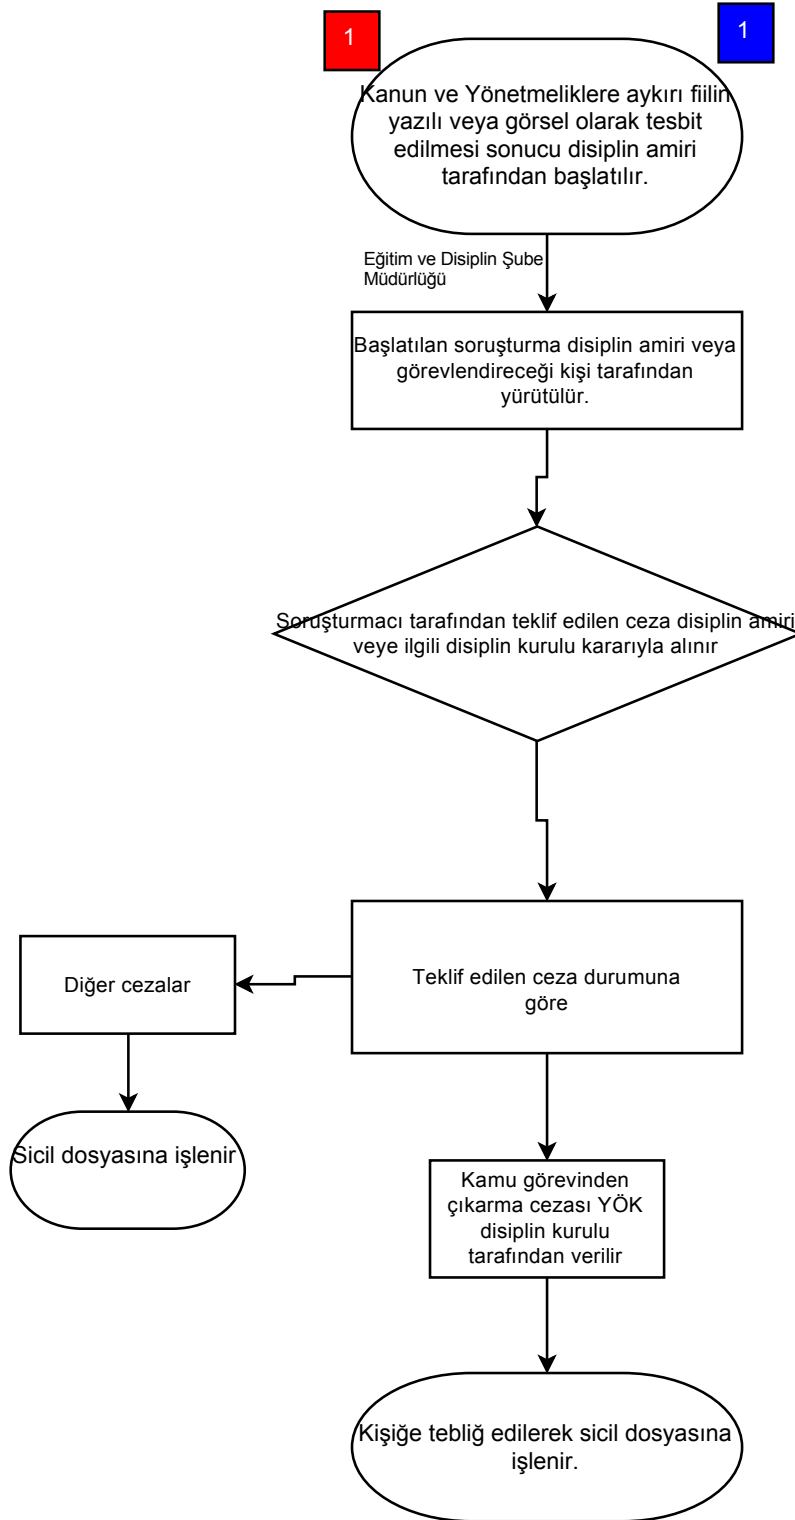 1
1
Kanun ve Yönetmeliklere aykırı fiilin
yazılı veya görsel olarak tesbit
edilmesi sonucu disiplin amiri
tarafından başlatılır.
Eğitim ve Disiplin Şube
Müdürlüğü
Başlatılan soruşturma disiplin amiri veya
görevlendireceği kişi tarafından
yürütülür.
Soruşturmacı tarafından teklif edilen ceza disiplin amiri
veye ilgili disiplin kurulu kararıyla alınır
Diğer cezalar
Teklif edilen ceza durumuna
göre
Sicil dosyasına işlenir
Kamu görevinden
çıkarma cezası YÖK
disiplin kurulu
tarafından verilir
Kişiğe tebliğ edilerek sicil dosyasına
işlenir.